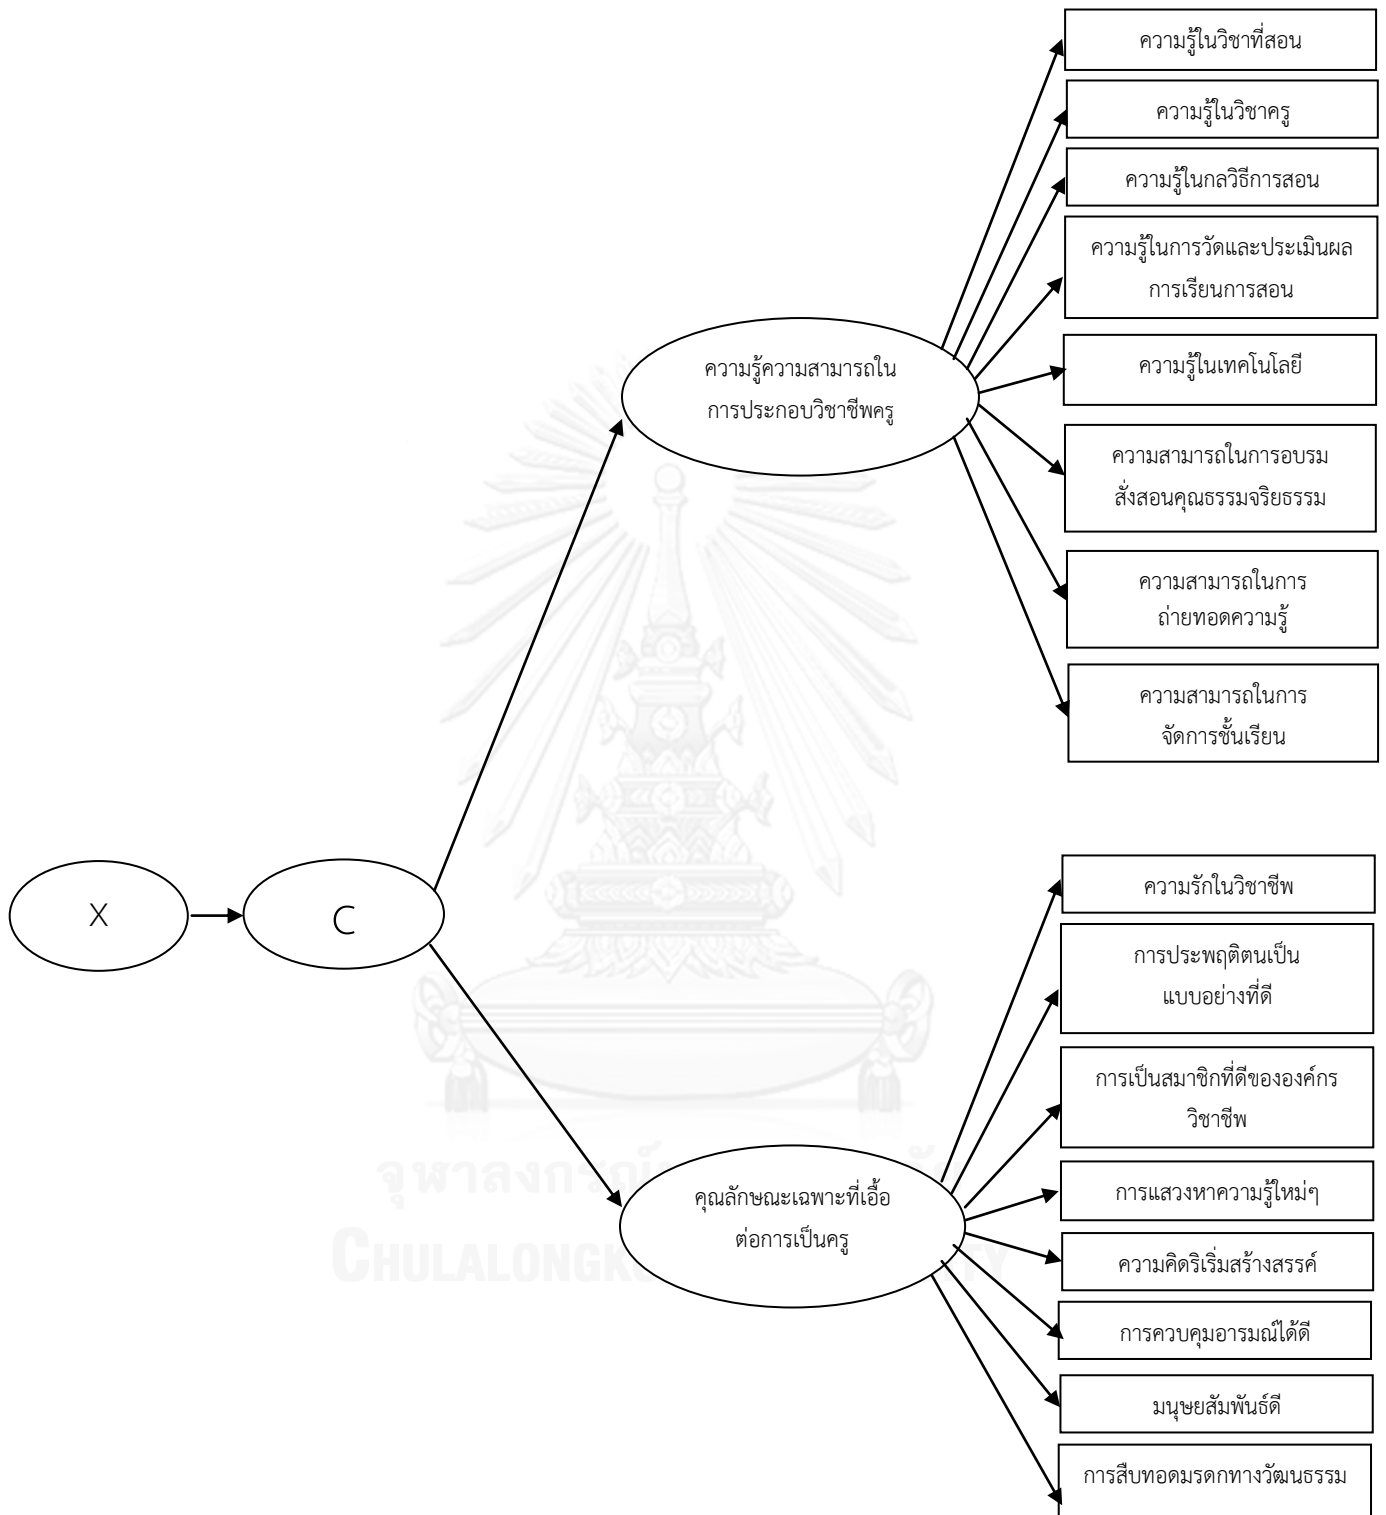 ความรู้ในวิชาที่สอน
ความรู้ในวิชาครู
ความรู้ในกลวิธีการสอน
ความรู้ในการวัดและประเมินผล
การเรียนการสอน
ความรู้ความสามารถใน
การประกอบวิชาชีพครู
ความรู้ในเทคโนโลยี
ความสามารถในการอบรม
สั่งสอนคุณธรรมจริยธรรม
ความสามารถในการ
ถ่ายทอดความรู้
ความสามารถในการ
จัดการชั้นเรียน
X
C
ความรักในวิชาชีพ
การประพฤติตนเป็น
แบบอย่างที่ดี
การเป็นสมาชิกที่ดีขององค์กร
วิชาชีพ
คุณลักษณะเฉพาะที่เอื้อ
ต่อการเป็นครู
การแสวงหาความรู้ใหม่ๆ
ความคิดริเริ่มสร้างสรรค์
การควบคุมอารมณ์ได้ดี
มนุษยสัมพันธ์ดี
การสืบทอดมรดกทางวัฒนธรรม